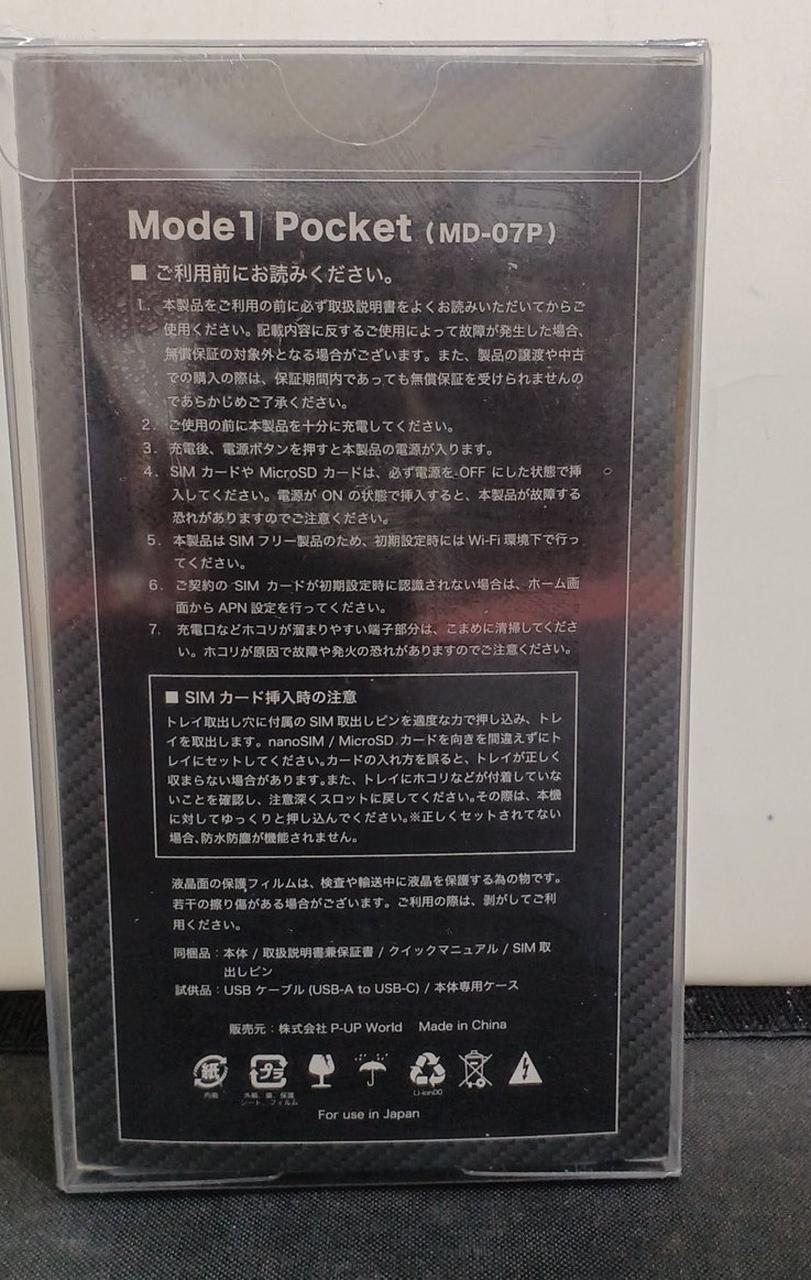 Mode1 Pocket (MD-07P)
■ ご利用前にお読みください。
1. 本製品をご利用の前に必ず取扱説明書をよくお読みいただいてからご
使用ください。記載内容に反するご使用によって故障が発生した場合、
無償保証の対象外となる場合がございます。また、製品の譲渡や中古
での購入の際は、保証期間内であっても無償保証を受けられませんの
であらかじめご了承ください。
2. ご使用の前に本製品を十分に充電してください。
3. 充電後、電源ボタンを押すと本製品の電源が入ります。
4. SIM カードや MicroSD カードは、必ず電源を OFF にした状態で挿
入してください。電源が ON の状態で挿入すると、本製品が故障する
恐れがありますのでご注意ください。
5. 本製品は SIM フリー製品のため、初期設定時には Wi-Fi 環境下で行っ
てください。
6. ご契約の SIM カードが初期設定時に認識されない場合は、ホーム画
面から APN 設定を行ってください。
7. 充電口などホコリが溜まりやすい端子部分は、こまめに清掃してくださ
い。ホコリが原因で故障や発火の恐れがありますのでご注意ください。
■ SIM カード挿入時の注意
トレイ取出し穴に付属の SIM 取出しピンを適度な力で押し込み、トレ
イを取出します。nanoSIM / MicroSD カードを向きを間違えずにト
レイにセットしてください。カードの入れ方を誤ると、トレイが正しく
収まらない場合があります。また、トレイにホコリなどが付着していな
いことを確認し、注意深くスロットに戻してください。その際は、本機
に対してゆっくりと押し込んでください。※正しくセットされてない
場合、防水防塵が機能されません。
液晶面の保護フィルムは、検査や輸送中に液晶を保護する為の物です。
若干の擦り傷がある場合がございます。ご利用の際は、剥がしてご利
用ください。
同梱品：本体 / 取扱説明書兼保証書 / クイックマニュアル / SIM 取
出しピン
試供品：USB ケーブル (USB-A to USB-C) / 本体専用ケース
販売元：株式会社 P-UP World Made in China
紙 プラ
内箱 外箱、袋、保護 Li-ion00
シート、フィルム
For use in Japan